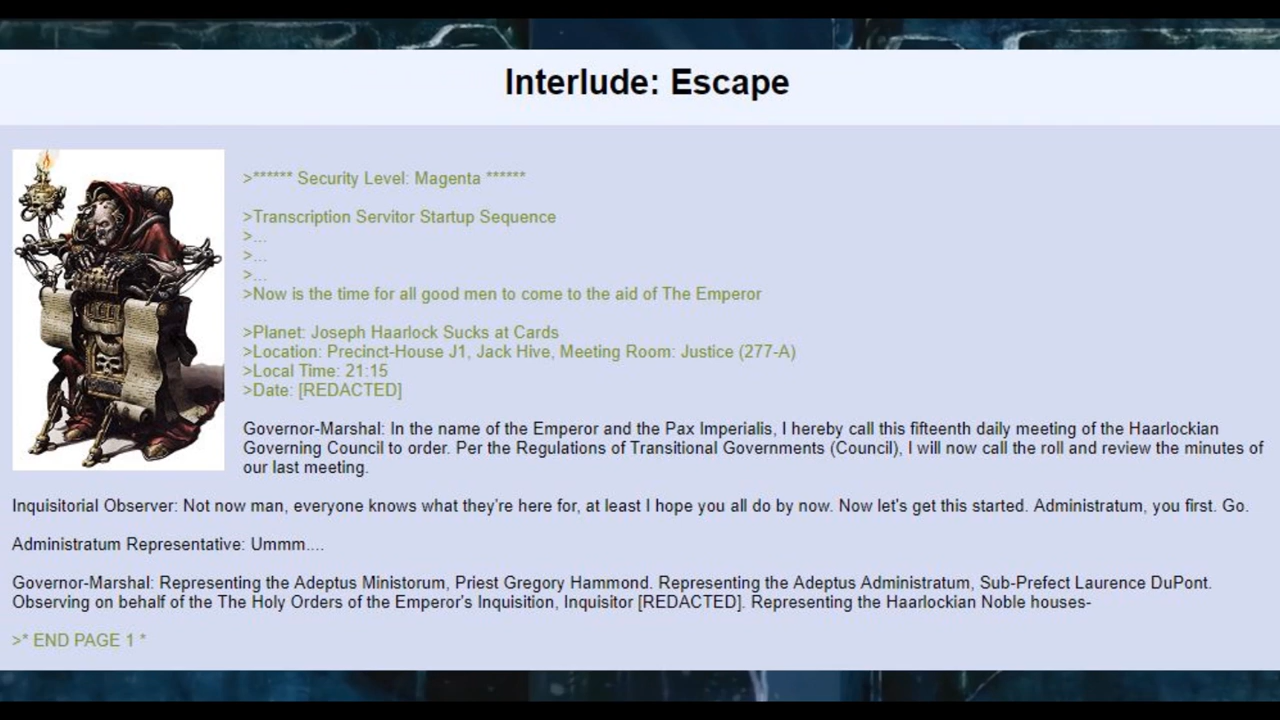 Interlude: Escape
>****** Security Level: Magenta ******
>Transcription Servitor Startup Sequence
>...
>...
>...
>Now is the time for all good men to come to the aid of The Emperor
>Planet: Joseph Haarlock Sucks at Cards
>Location: Precinct-House J1, Jack Hive, Meeting Room: Justice (277-A)
>Local Time: 21:15
>Date: [REDACTED]
Governor-Marshal: In the name of the Emperor and the Pax Imperialis, I hereby call this fifteenth daily meeting of the Haarlockian
Governing Council to order. Per the Regulations of Transitional Governments (Council), I will now call the roll and review the minutes of
our last meeting.
Inquisitorial Observer: Not now man, everyone knows what they're here for, at least I hope you all do by now. Now let's get this started. Administratum, you first. Go.
Administratum Representative: Ummm....
Governor-Marshal: Representing the Adeptus Ministorum, Priest Gregory Hammond. Representing the Adeptus Administratum, Sub-Prefect Laurence DuPont.
Observing on behalf of the The Holy Orders of the Emperor's Inquisition, Inquisitor [REDACTED]. Representing the Haarlockian Noble houses-
>* END PAGE 1 *